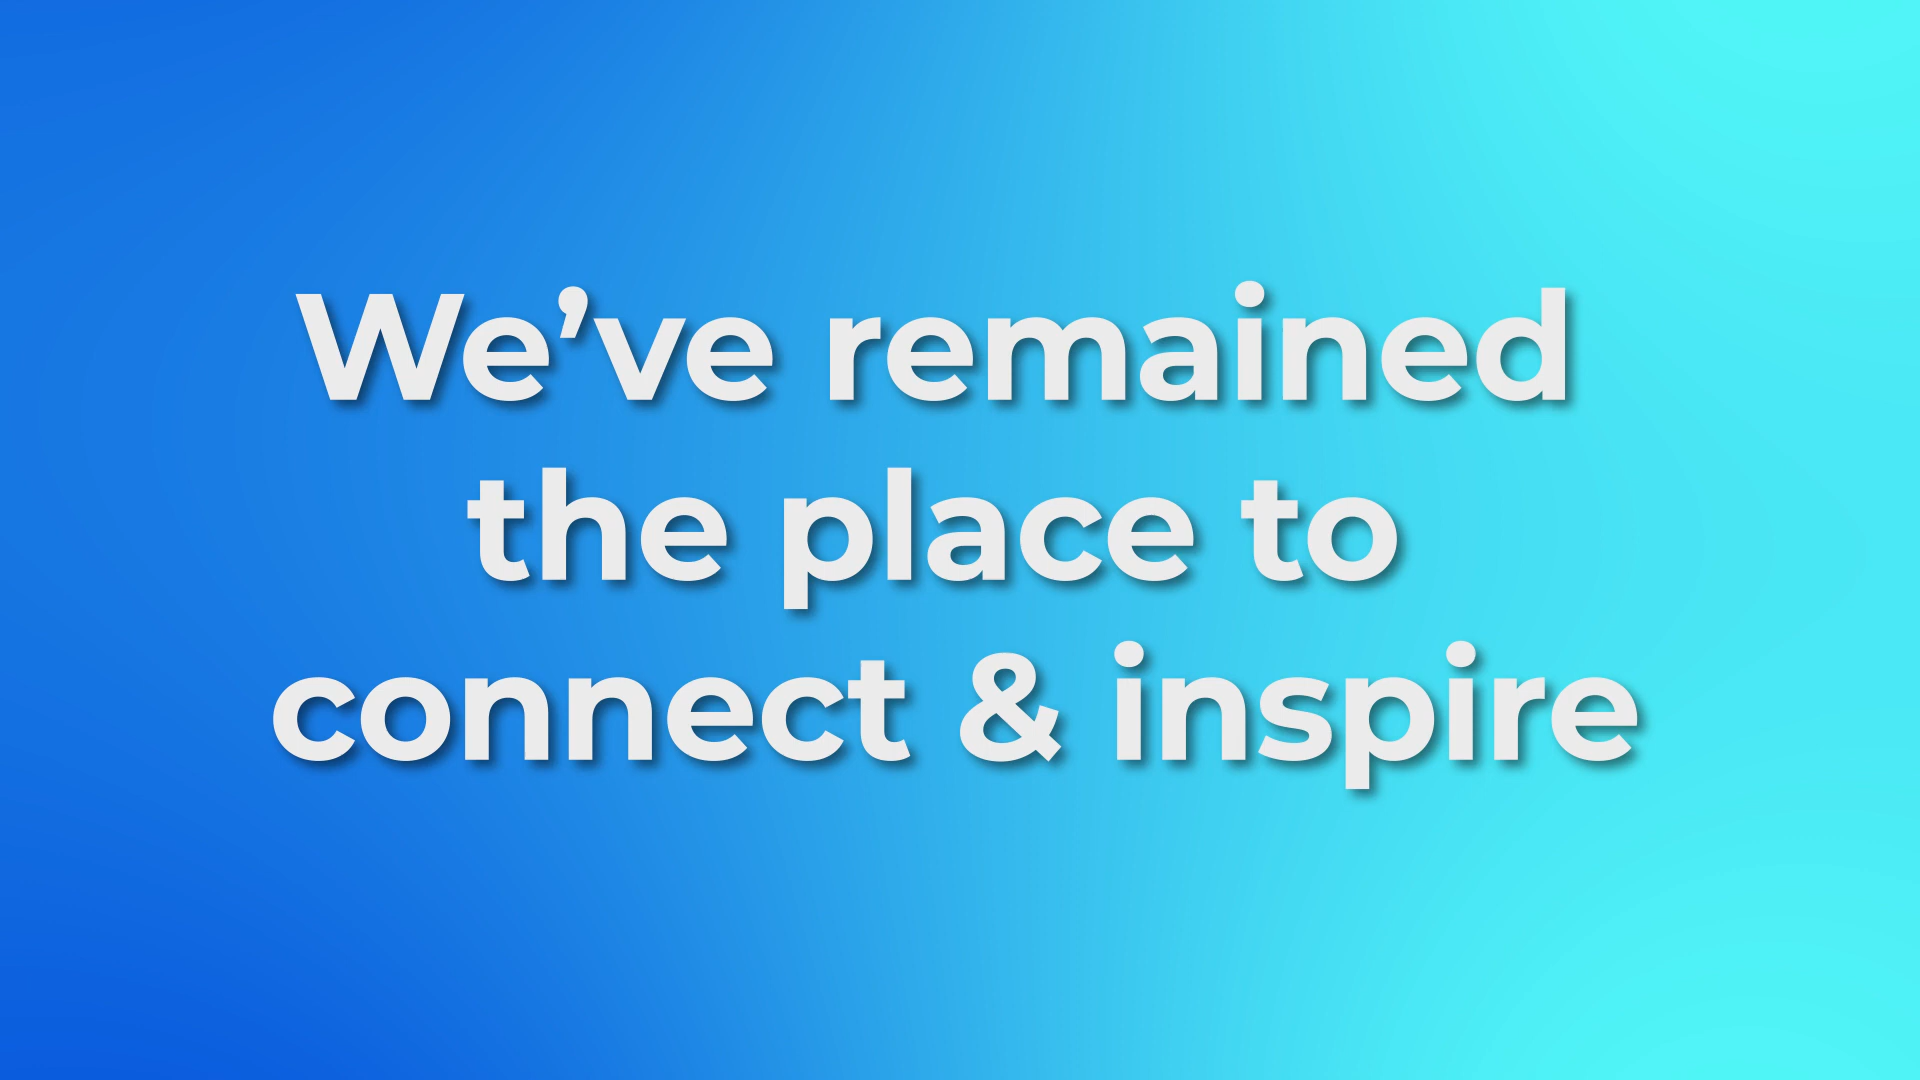 We’ve remained
the place to
connect & inspire